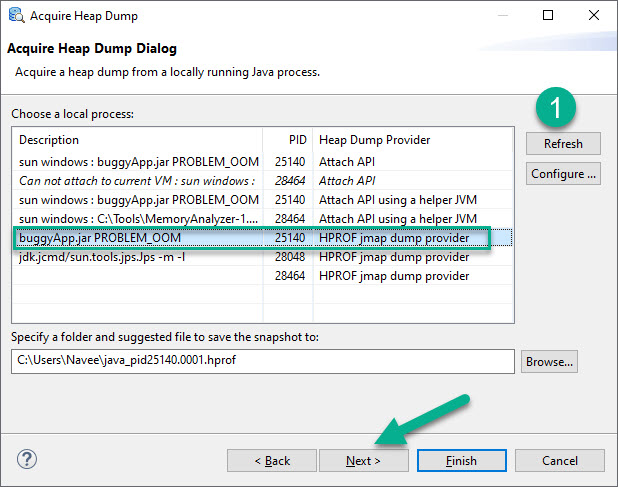 Acquire Heap Dump
Acquire Heap Dump Dialog
Acquire a heap dump from a locally running Java process.
Choose a local process:
1
Description PID Heap Dump Provider
sun windows : buggyApp.jar PROBLEM_OOM 25140 Attach API
Can not attach to current VM : sun windows : 28464 Attach API
sun windows : buggyApp.jar PROBLEM_OOM 25140 Attach API using a helper JVM
sun windows : C:\Tools\MemoryAnalyzer-1.... 28464 Attach API using a helper JVM
buggyApp.jar PROBLEM_OOM 25140 HPROF jmap dump provider
jdk.jcmd/sun.tools.jps.Jps -m -l 28048 HPROF jmap dump provider
28464 HPROF jmap dump provider
Refresh
Configure ...
Specify a folder and suggested file to save the snapshot to:
C:\Users\Navee\java_pid25140.0001.hprof
Browse...
?
< Back
Next >
Finish
Cancel